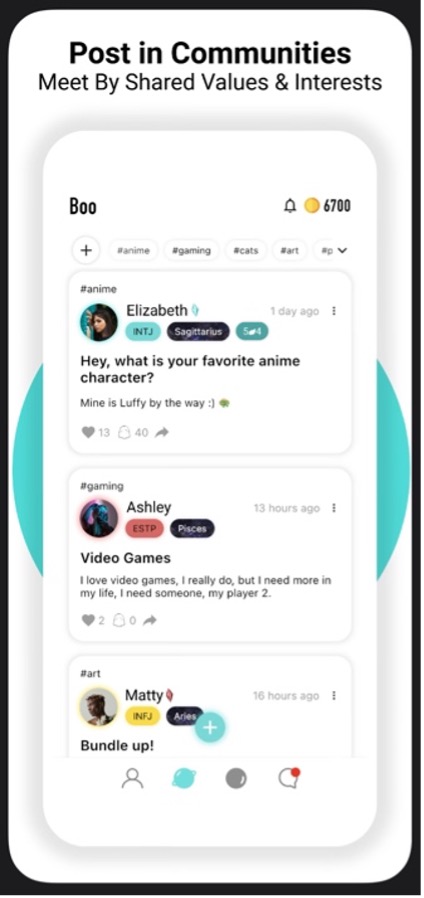 Post in Communities
Meet By Shared Values & Interests
Boo
6700
#anime #gaming #cats #art #p
#anime
Elizabeth
1 day ago
INTJ Sagittarius 5 4
Hey, what is your favorite anime
character?
Mine is Luffy by the way :)
13 40
#gaming
Ashley
13 hours ago
ESTP Pisces
Video Games
I love video games, I really do, but I need more in
my life, I need someone, my player 2.
2 0
#art
Matty
16 hours ago
INFJ Aries
Bundle up!